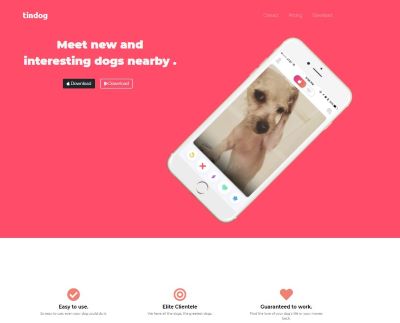 tindog
Contact Pricing Download
Meet new and
interesting dogs nearby .
Download Download
Easy to use. Elite Clientele Guaranteed to work.
So easy to use, even your dog could do it. We have all the dogs, the greatest dogs. Find the love of your dog's life or your money
back.